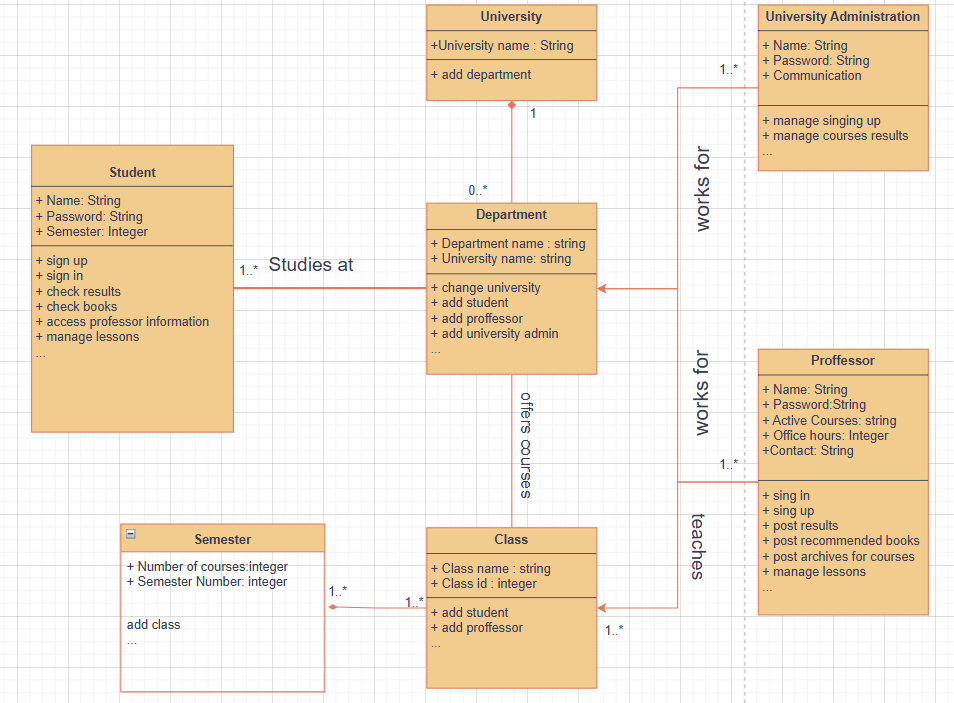 University
+University name : String
+ add department
1
0..*
University Administration
+ Name: String
+ Password: String
+ Communication
+ manage singing up
+ manage courses results
...
1..*
works for
Student
+ Name: String
+ Password: String
+ Semester: Integer
+ sign up
+ sign in
+ check results
+ check books
+ access professor information
+ manage lessons
...
1..*
Studies at
Department
+ Department name : string
+ University name: string
+ change university
+ add student
+ add proffessor
+ add university admin
...
offers courses
works for
1..*
teaches
Proffessor
+ Name: String
+ Password:String
+ Active Courses: string
+ Office hours: Integer
+Contact: String
+ sing in
+ sing up
+ post results
+ post recommended books
+ post archives for courses
+ manage lessons
...
Semester
+ Number of courses:integer
+ Semester Number: integer
add class
...
1..*
1..*
Class
+ Class name : string
+ Class id : integer
+ add student
+ add proffessor
...
1..*